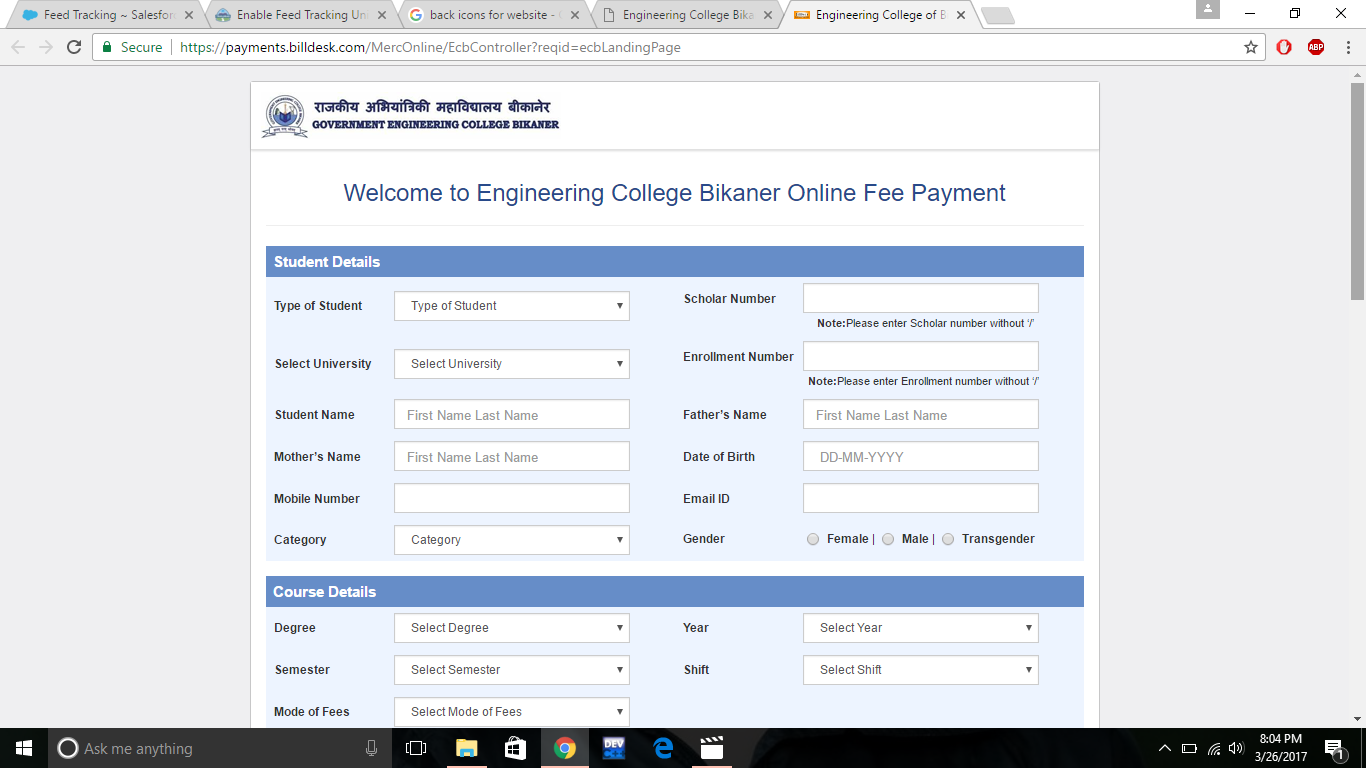 Feed Tracking ~ Salesfor
Enable Feed Tracking Uni
back icons for website -
Engineering College Bika
Engineering College of B
Secure https://payments.billdesk.com/MercOnline/EcbController?reqid=ecbLandingPage
ABP
राजकीय अभियांत्रिकी महाविद्यालय बीकानेर
GOVERNMENT ENGINEERING COLLEGE BIKANER
Welcome to Engineering College Bikaner Online Fee Payment
Student Details
Type of Student Type of Student Scholar Number
Note:Please enter Scholar number without '/'
Select University Select University Enrollment Number
Note:Please enter Enrollment number without '/'
Student Name First Name Last Name Father's Name First Name Last Name
Mother's Name First Name Last Name Date of Birth DD-MM-YYYY
Mobile Number Email ID
Category Category Gender Female | Male | Transgender
Course Details
Degree Select Degree Year Select Year
Semester Select Semester Shift Select Shift
Mode of Fees Select Mode of Fees
Ask me anything
DEV
8:04 PM
3/26/2017
1